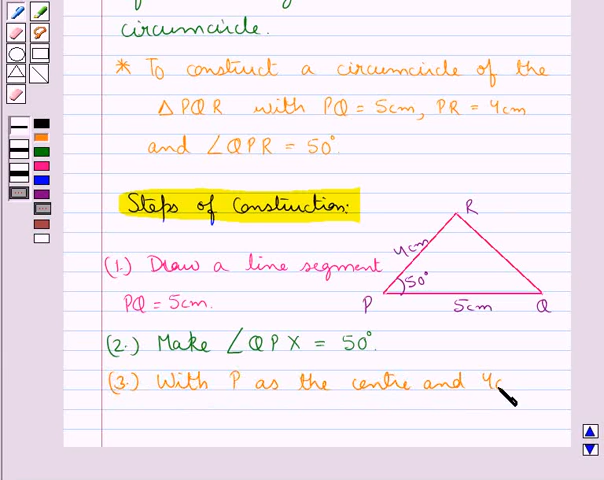 circumcircle.
* To construct a circumcircle of the
△ PQR with PQ = 5cm, PR = 4cm
and ∠QPR = 50°.
Steps of Construction:
R
4cm
50°
P
5cm
Q
(1.) Draw a line segment
PQ = 5cm.
(2.) Make ∠QPX = 50°.
(3.) With P as the centre and 4c